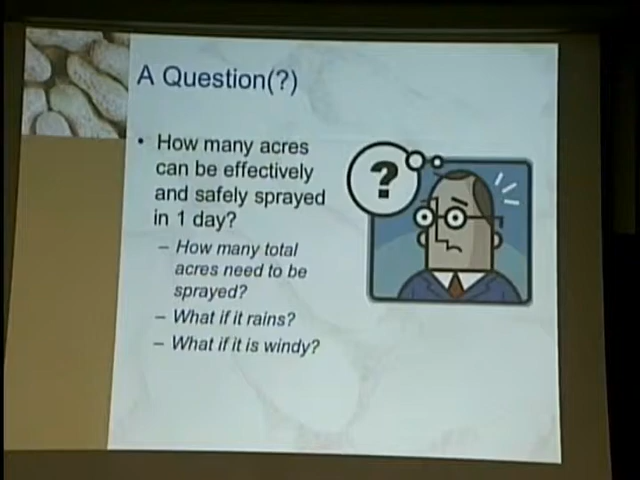 A Question(?)
• How many acres
can be effectively
and safely sprayed
in 1 day?
– How many total
acres need to be
sprayed?
– What if it rains?
– What if it is windy?
?